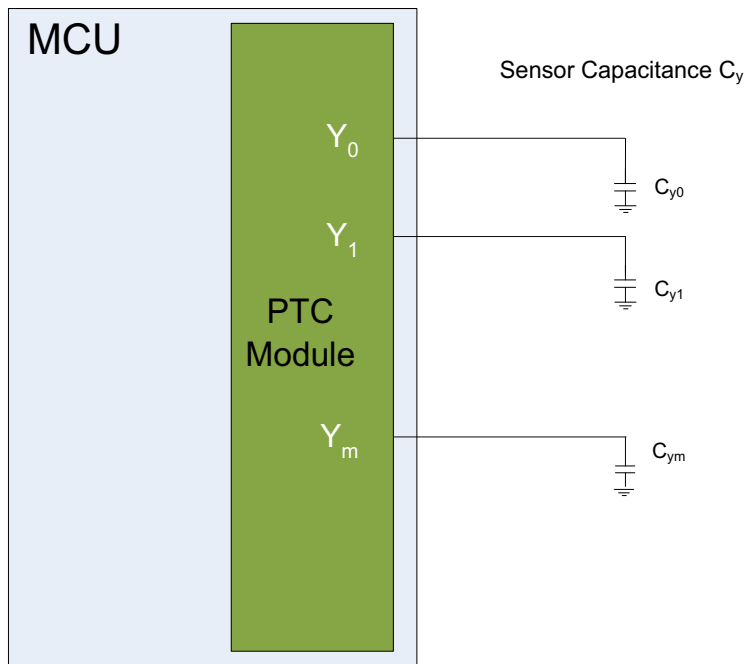 MCU
Sensor Capacitance Cy
Y0
Cy0
Y1
Cy1
PTC
Module
Ym
Cym